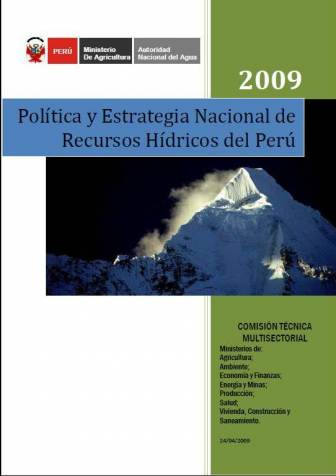 PERÚ
Ministerio
De Agricultura
Autoridad
Nacional del Agua
2009
Política y Estrategia Nacional de
Recursos Hídricos del Perú
COMISIÓN TÉCNICA
MULTISECTORIAL
Ministerios de:
Agricultura;
Ambiente;
Economía y Finanzas;
Energía y Minas;
Producción;
Salud;
Vivienda, Construcción y
Saneamiento.
24/04/2009